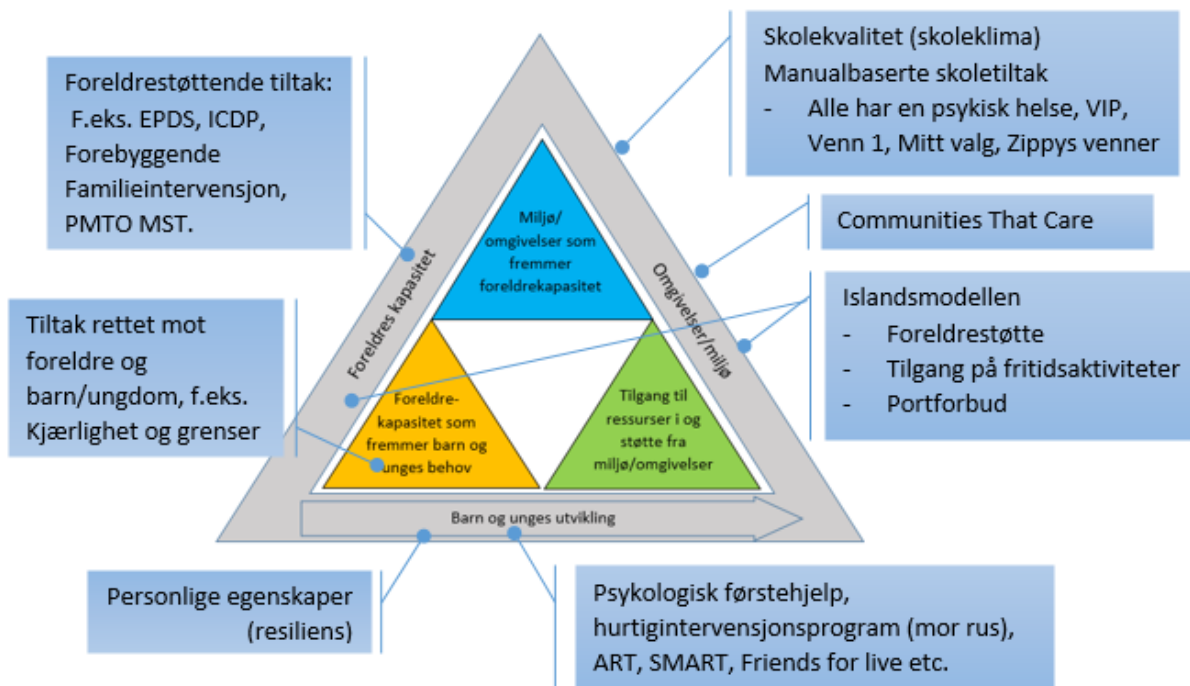 Foreldrestøttende tiltak:
F.eks. EPDS, ICDP,
Forebyggende
Familieintervensjon,
PMTO MST.
Skolekvalitet (skoleklima)
Manualbaserte skoletiltak
- Alle har en psykisk helse, VIP,
Venn 1, Mitt valg, Zippys venner
Communities That Care
Islandsmodellen
- Foreldrestøtte
- Tilgang på fritidsaktiviteter
- Portforbud
Tiltak rettet mot
foreldre og
barn/ungdom, f.eks.
Kjærlighet og grenser
Foreldres kapasitet
Omgivelser/miljø
Miljø/
omgivelser som
fremmer
foreldrekapasitet
Foreldre-
kapasitet som
fremmer barn og
unges behov
Tilgang til
ressurser i og
støtte fra
miljø/omgivelser
Barn og unges utvikling
Personlige egenskaper
(resiliens)
Psykologisk førstehjelp,
hurtigintervensjonsprogram (mor rus),
ART, SMART, Friends for live etc.